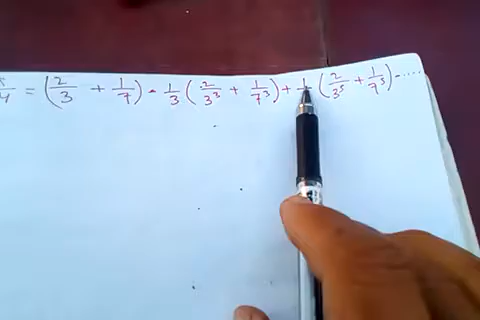 π/4 = (2/3 + 1/7) - 1/3 (2/3³ + 1/7³) + 1/ (2/3⁵ + 1/7⁵) - ....